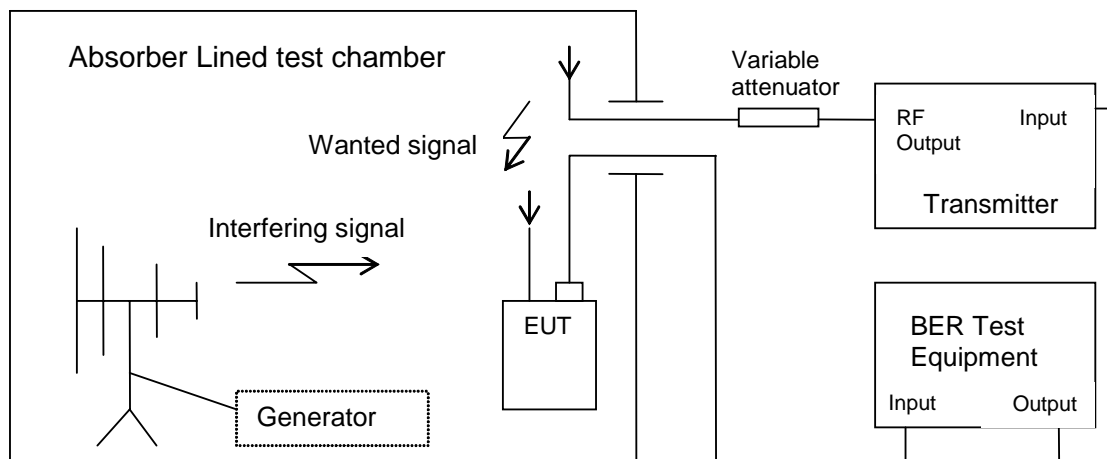 Absorber Lined test chamber
Variable
attenuator
RF
Output
Input
Wanted signal
Transmitter
Interfering signal
EUT
BER Test
Equipment
Generator
Input
Output